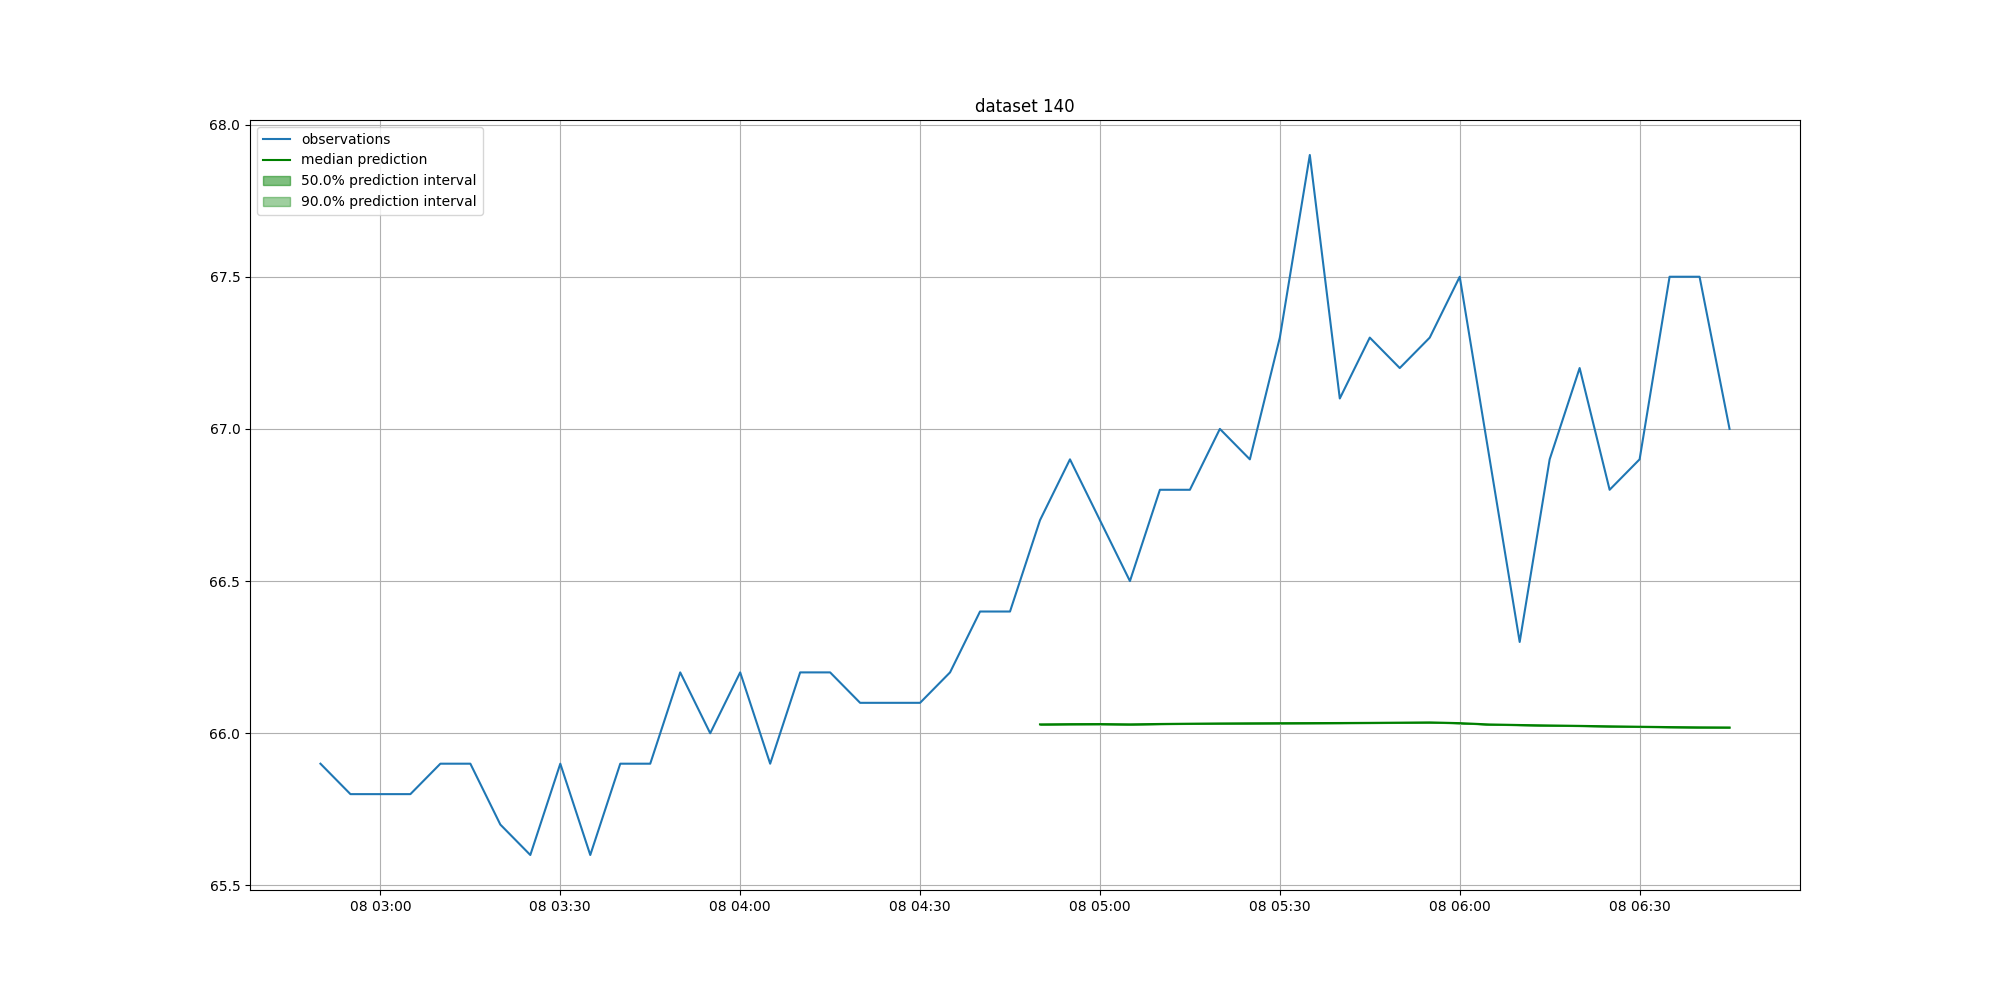 dataset 140
68.0
observations
median prediction
50.0% prediction interval
90.0% prediction interval
67.5
67.0
66.5
66.0
65.5
08 03:00 08 03:30 08 04:00 08 04:30 08 05:00 08 05:30 08 06:00 08 06:30